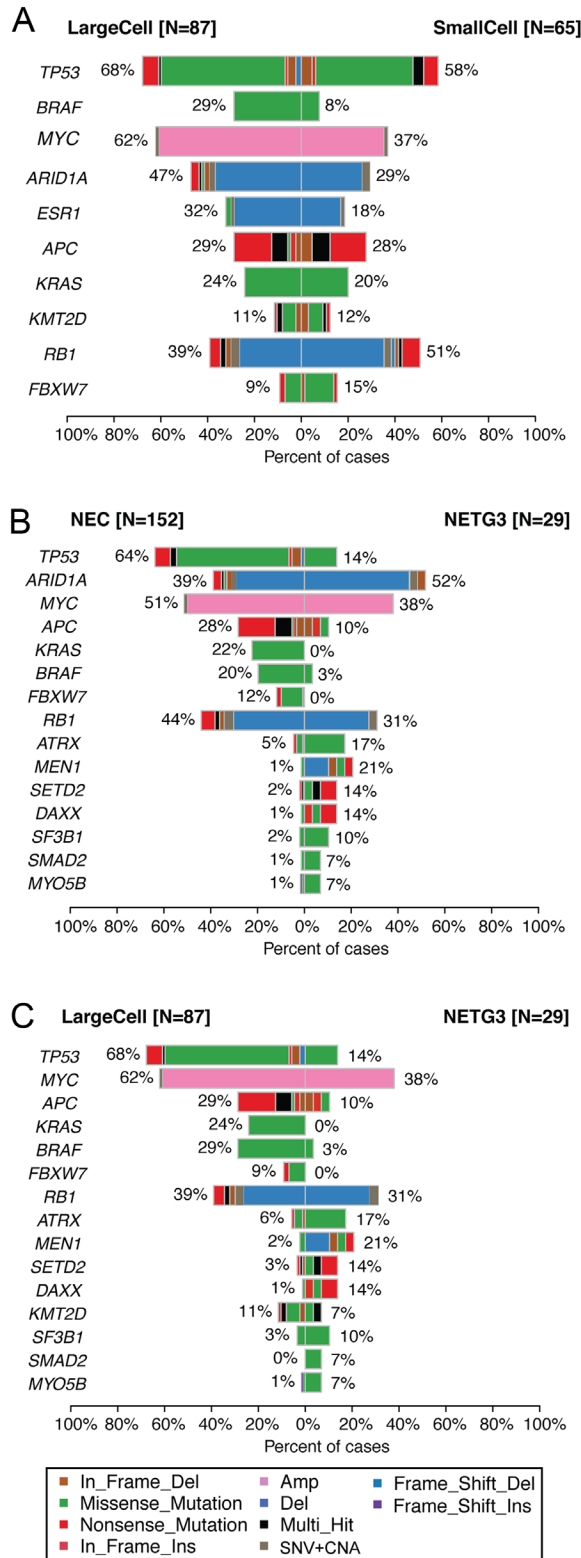 A
LargeCell [N=87] SmallCell [N=65]
TP53 68% 58%
BRAF 29% 8%
MYC 62% 37%
ARID1A 47% 29%
ESR1 32% 18%
APC 29% 28%
KRAS 24% 20%
KMT2D 11% 12%
RB1 39% 51%
FBXW7 9% 15%
100% 80% 60% 40% 20% 0% 20% 40% 60% 80% 100%
Percent of cases
B
NEC [N=152] NETG3 [N=29]
TP53 64% 14%
ARID1A 39% 52%
MYC 51% 38%
APC 28% 10%
KRAS 22% 0%
BRAF 20% 3%
FBXW7 12% 0%
RB1 44% 31%
ATRX 5% 17%
MEN1 1% 21%
SETD2 2% 14%
DAXX 1% 14%
SF3B1 2% 10%
SMAD2 1% 7%
MYO5B 1% 7%
100% 80% 60% 40% 20% 0% 20% 40% 60% 80% 100%
Percent of cases
C
LargeCell [N=87] NETG3 [N=29]
TP53 68% 14%
MYC 62% 38%
APC 29% 10%
KRAS 24% 0%
BRAF 29% 3%
FBXW7 9% 0%
RB1 39% 31%
ATRX 6% 17%
MEN1 2% 21%
SETD2 3% 14%
DAXX 1% 14%
KMT2D 11% 7%
SF3B1 3% 10%
SMAD2 0% 7%
MYO5B 1% 7%
100% 80% 60% 40% 20% 0% 20% 40% 60% 80% 100%
Percent of cases
In_Frame_Del Amp Frame_Shift_Del
Missense_Mutation Del Frame_Shift_Ins
Nonsense_Mutation Multi_Hit
In_Frame_Ins SNV+CNA